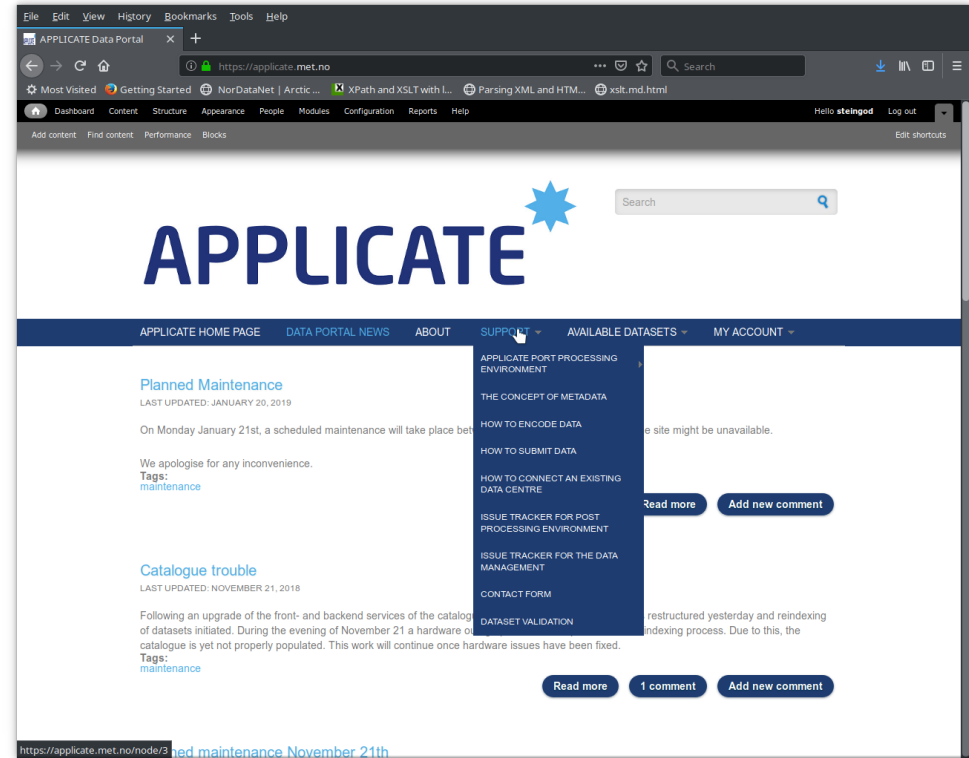 File Edit View History Bookmarks Tools Help
APPLICATE Data Portal × +
https://applicate.met.no ••• Search
Most Visited Getting Started NorDataNet | Arctic ... XPath and XSLT with l... Parsing XML and HTM... xslt.md.html
Dashboard Content Structure Appearance People Modules Configuration Reports Help Hello steingod Log out
Add content Find content Performance Blocks Edit shortcuts
Search
APPLICATE
APPLICATE HOME PAGE DATA PORTAL NEWS ABOUT SUPPORT AVAILABLE DATASETS MY ACCOUNT
APPLICATE PORT PROCESSING
ENVIRONMENT
THE CONCEPT OF METADATA
HOW TO ENCODE DATA
HOW TO SUBMIT DATA
HOW TO CONNECT AN EXISTING
DATA CENTRE
ISSUE TRACKER FOR POST
PROCESSING ENVIRONMENT
ISSUE TRACKER FOR THE DATA
MANAGEMENT
CONTACT FORM
DATASET VALIDATION
Planned Maintenance
LAST UPDATED: JANUARY 20, 2019
On Monday January 21st, a scheduled maintenance will take place e site might be unavailable.
We apologise for any inconvenience.
Tags:
maintenance
Read more Add new comment
Catalogue trouble
LAST UPDATED: NOVEMBER 21, 2018
Following an upgrade of the front- and backend services of the restructured yesterday and reindexing
of datasets initiated. During the evening of November 21 a hardware indexing process. Due to this, the
catalogue is yet not properly populated. This work will continue once hardware issues have been fixed.
Tags:
maintenance
Read more 1 comment Add new comment
https://applicate.met.no/node/3 ned maintenance November 21th